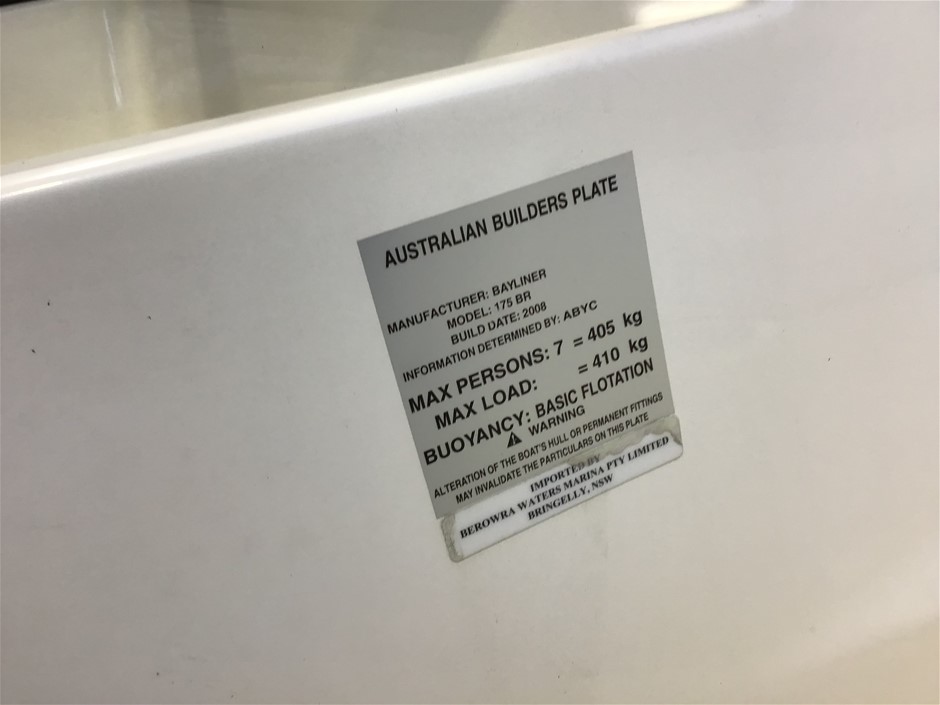 AUSTRALIAN BUILDERS PLATE
MANUFACTURER: BAYLINER
MODEL: 175 BR
BUILD DATE: 2008
INFORMATION DETERMINED BY: ABYC
MAX PERSONS: 7 = 405 kg
MAX LOAD: = 410 kg
BUOYANCY: BASIC FLOTATION
WARNING
ALTERATION OF THE BOAT'S HULL OR PERMANENT FITTINGS
MAY INVALIDATE THE PARTICULARS ON THIS PLATE
IMPORTED BY
BEROWRA WATERS MARINA PTY LIMITED
BRINGELLY, NSW